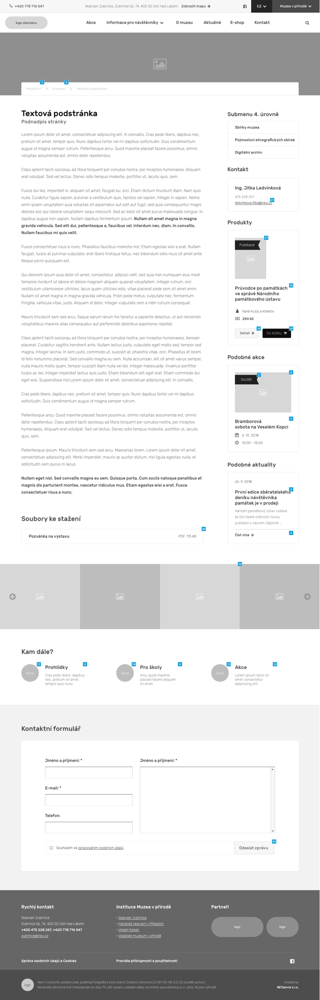 +420 778 716 547
Skanzen Zubrnice, Zubrnice čp. 74, 400 02 Ústí nad Labem. Zobrazit mapu
CZ
Muzea v přírodě
logo skanzenu
Akce
Informace pro návštěvníky
O muzeu
Aktuálně
E-shop
Kontakt
1
2
Muzeum 1
O muzeu
Textová podstránka
Textová podstránka
Podnadpis stránky
Lorem ipsum dolor sit amet, consectetuer adipiscing elit. In convallis. Cras pede libero, dapibus nec,
pretium sit amet, tempor quis. Nunc dapibus tortor vel mi dapibus sollicitudin. Duis condimentum
augue id magna semper rutrum. Pellentesque arcu. Quod maxime placeat facere possimus, omnis
voluptas assumenda est, omnis dolor repellendus.
Class aptent taciti sociosqu ad litora torquent per conubia nostra, per inceptos hymenaeos. Aliquam
erat volutpat. Sed vel lectus. Donec odio tempus molestie, porttitor ut, iaculis quis, sem.
Fusce dui leo, imperdiet in, aliquam sit amet, feugiat eu, orci. Etiam dictum tincidunt diam. Nam quis
nulla. Curabitur ligula sapien, pulvinar a vestibulum quis, facilisis vel sapien. Integer in sapien. Nemo
enim ipsam voluptatem quia voluptas sit aspernatur aut odit aut fugit, sed quia consequuntur magni
dolores eos qui ratione voluptatem sequi nesciunt. Sed ac dolor sit amet purus malesuada congue. In
dapibus augue non sapien. Nullam dapibus fermentum ipsum. Nullam sit amet magna in magna
gravida vehicula. Sed elit dui, pellentesque a, faucibus vel, interdum nec, diam. In convallis.
Nullam faucibus mi quis velit.
Fusce consectetuer risus a nunc. Phasellus faucibus molestie nisl. Etiam egestas wisi a erat. Nullam
feugiat, turpis at pulvinar vulputate, erat libero tristique tellus, nec bibendum odio risus sit amet ante.
Neque porro quisquam est.
Qui dolorem ipsum quia dolor sit amet, consectetur, adipisci velit, sed quia non numquam eius modi
tempora incidunt ut labore et dolore magnam aliquam quaerat voluptatem. Integer rutrum, orci
vestibulum ullamcorper ultricies, lacus quam ultricies odio, vitae placerat pede sem sit amet enim.
Nullam sit amet magna in magna gravida vehicula. Proin pede metus, vulputate nec, fermentum
fringilla, vehicula vitae, justo. Aliquam id dolor. Integer vulputate sem a nibh rutrum consequat.
Mauris tincidunt sem sed arcu. Itaque earum rerum hic tenetur a sapiente delectus, ut aut reiciendis
voluptatibus maiores alias consequatur aut perferendis doloribus asperiores repellat.
Class aptent taciti sociosqu ad litora torquent per conubia nostra, per inceptos hymenaeos. Aenean
placerat. Curabitur sagittis hendrerit ante. Nullam lectus justo, vulputate eget mollis sed, tempor sed
magna. Integer lacinia. In sem justo, commodo ut, suscipit at, pharetra vitae, orci. Phasellus et lorem
id felis nonummy placerat. Sed convallis magna eu sem. Nulla accumsan, elit sit amet varius semper,
nulla mauris mollis quam, tempor suscipit diam nulla vel leo. Integer malesuada. Vivamus porttitor
turpis ac leo. Integer imperdiet lectus quis justo. Etiam bibendum elit eget erat. Etiam commodo dui
eget wisi. Suspendisse nisl.Lorem ipsum dolor sit amet, consectetuer adipiscing elit. In convallis.
Cras pede libero, dapibus nec, pretium sit amet, tempor quis. Nunc dapibus tortor vel mi dapibus
sollicitudin. Duis condimentum augue id magna semper rutrum.
Pellentesque arcu. Quod maxime placeat facere possimus, omnis voluptas assumenda est, omnis
dolor repellendus. Class aptent taciti sociosqu ad litora torquent per conubia nostra, per inceptos
hymenaeos. Aliquam erat volutpat. Sed vel lectus. Donec odio tempus molestie, porttitor ut, iaculis
quis, sem.
Pellentesque ipsum. Mauris tincidunt sem sed arcu. Maecenas lorem. Lorem ipsum dolor sit amet,
consectetuer adipiscing elit. Morbi imperdiet, mauris ac auctor dictum, nisl ligula egestas nulla, et
sollicitudin sem purus in lacus.
Nullam eget nisl. Sed convallis magna eu sem. Quisque porta. Cum sociis natoque penatibus et
magnis dis parturient montes, nascetur ridiculus mus. Etiam egestas wisi a erat. Fusce
consectetuer risus a nunc.
Soubory ke stažení
20
Pozvánka na výstavu
PDF, 115 kB
Submenu 4. úrovně
Sbírky muzea
Pojmosloví etnografických sbírek
Digitální archiv
Kontakt
Ing. Jitka Ledvinková
475 228 267
21
ledvinkova.jitka@npu.cz
Produkty
17
Publikace
16
Průvodce po památkách
ve správě Národního
památkového ústavu
Karel Kuča a kolektiv
290 Kč
Detail
Do košíku
Podobné akce
6
7
Soutěž
5
Bramborová
sobota na Veselém Kopci
6. 10. 2018
10:00 - 15:00
Podobné aktuality
26. 9. 2018
4
První edice sběratelského
deníku návštěvníka
památek je v prodeji
Národní památkový ústav vydává
ke Dni české státnosti novou
publikaci s názvem Zápisník ...
3
Číst více
14
Kam dále?
11
ikona
8
Prohlídky
Cras pede libero, dapibus
nec, pretium sit amet,
tempor quis nunc.
10
ikona
9
Pro školy
Arcu quod maxime
placeat facere aliquam
sit amet.
13
ikona
12
Akce
Lorem ipsum dolor sit
amet consectetur
adipisicing elit.
Kontaktní formulář
Jméno a příjmení: *
Jméno a příjmení: *
E-mail: *
Telefon:
Souhlasím se zpracováním osobních údajů.
15
Odeslat zprávu
Rychlý kontakt
Skanzen Zubrnice
Zubrnice čp. 74, 400 02 Ústí nad Labem
+420 475 228 267, +420 778 716 547
zubrnice@npu.cz
Instituce Muzea v přírodě
• Skanzen Zubrnice
• Hanácké skanzen v Příkazích
• Veselý Kopec
• Valašské muzeum v přírodě
Partneři
logo
logo
Správa osobních údajů a Cookies
Pravidla přístupnosti a použitelnosti
logo
Není-li výslovně uvedeno jinak, podléhají fotografie a texty licenci Creative Commons (CC BY-NC-ND 3.0 CZ) (Uveďte autora |
Neužívejte dílo komerčně | Nezasahujte do díla). Při užití obsahu uvádějte odkaz na stránky www.domena.cz a „zdroj: Muzea v přírodě"
Created by
NETservis s.r.o.